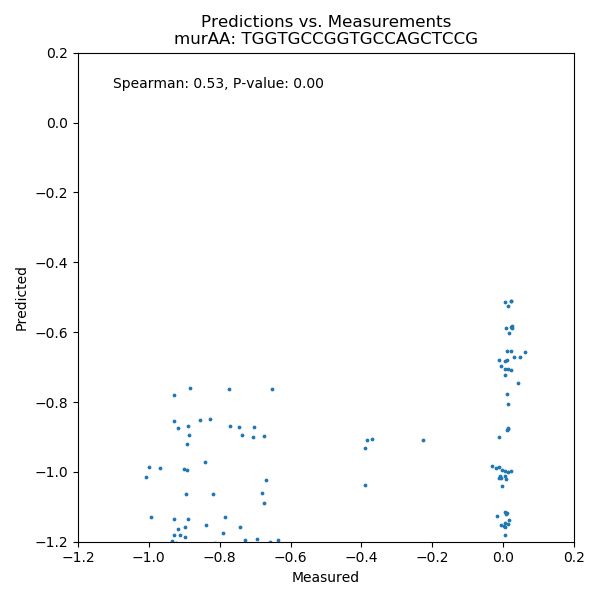 Predictions vs. Measurements
murAA: TGGTGCCGGTGCCAGCTCCG
0.2
Spearman: 0.53, P-value: 0.00
0.0
−0.2
−0.4
−0.6
−0.8
−1.0
−1.2
Predicted
−1.2 −1.0 −0.8 −0.6 −0.4 −0.2 0.0 0.2
Measured